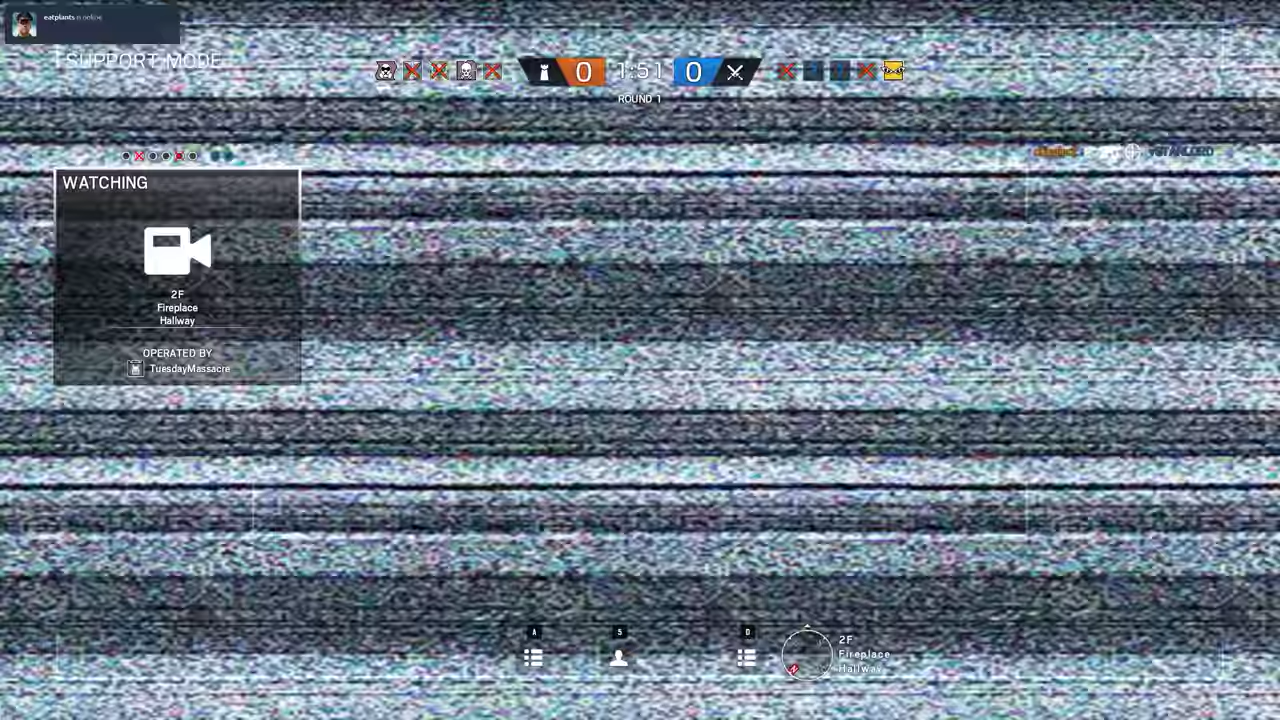 eatplants is online
SUPPORT MODE
0 1:51 0
ROUND 1
WATCHING
2F
Fireplace
Hallway
OPERATED BY
TuesdayMassacre
A S D
2F
Fireplace
Hallway